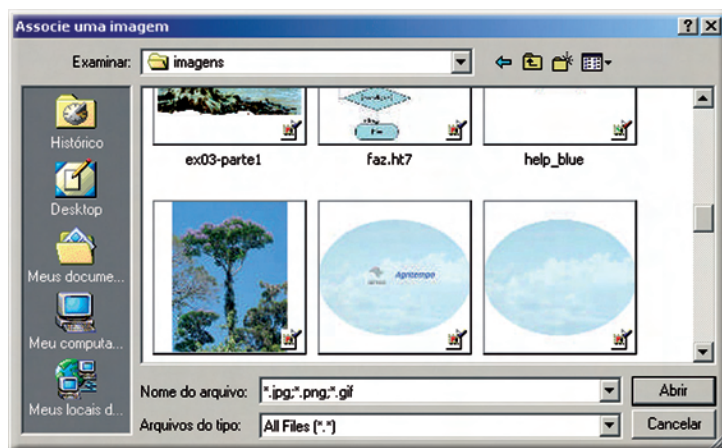 Associe uma imagem
Examinar: imagens
Histórico
Desktop
Meus docume...
Meu computa...
Meus locais d...
ex03-parte1
faz.ht7
help_blue
Agritempo
Nome do arquivo: *.jpg;*.png;*.gif
Abrir
Arquivos do tipo: All Files (*.*)
Cancelar